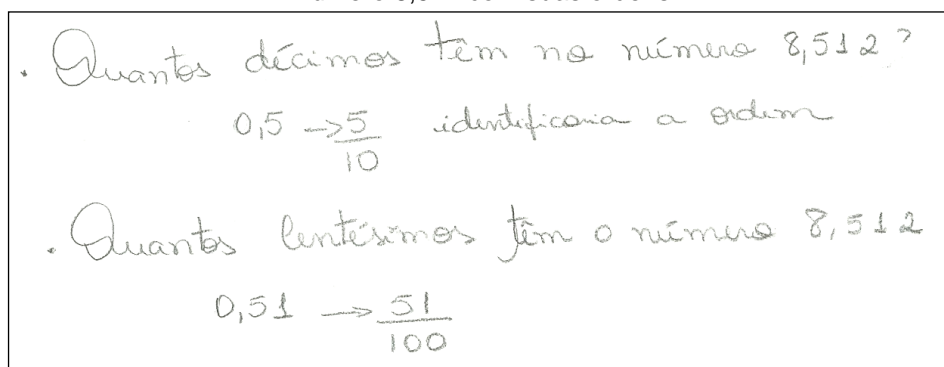 . Quantos décimos têm no número 8,512?
0,5 → 5/10 identificaria a ordem
. Quantos centésimos têm o número 8,512
0,51 → 51/100